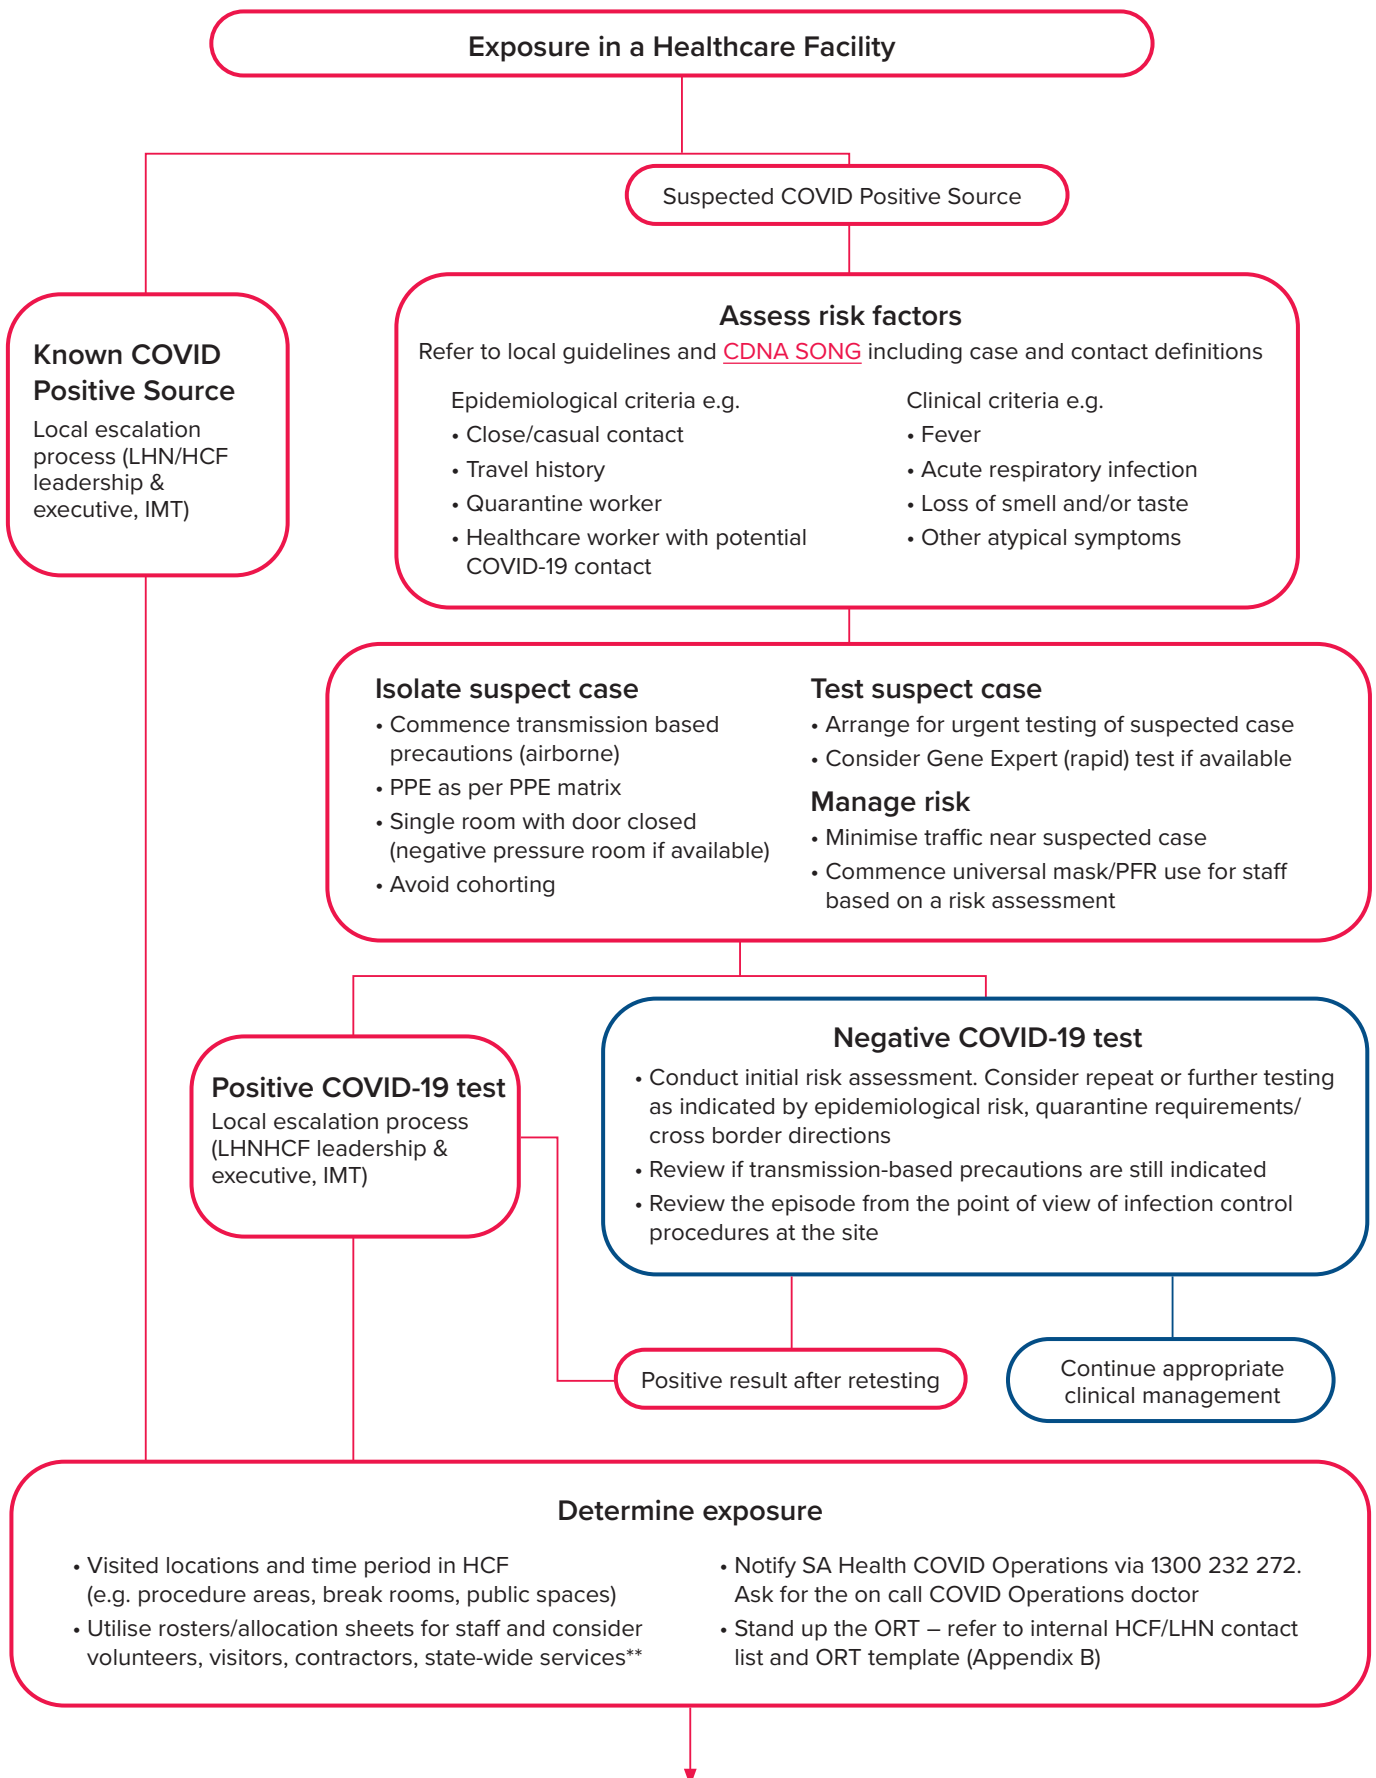 Exposure in a Healthcare Facility
Suspected COVID Positive Source
Known COVID
Positive Source
Local escalation
process (LHN/HCF
leadership &
executive, IMT)
Assess risk factors
Refer to local guidelines and CDNA SONG including case and contact definitions
Epidemiological criteria e.g.
• Close/casual contact
• Travel history
• Quarantine worker
• Healthcare worker with potential
COVID-19 contact
Clinical criteria e.g.
• Fever
• Acute respiratory infection
• Loss of smell and/or taste
• Other atypical symptoms
Isolate suspect case
• Commence transmission based
precautions (airborne)
• PPE as per PPE matrix
• Single room with door closed
(negative pressure room if available)
• Avoid cohorting
Test suspect case
• Arrange for urgent testing of suspected case
• Consider Gene Expert (rapid) test if available
Manage risk
• Minimise traffic near suspected case
• Commence universal mask/PFR use for staff
based on a risk assessment
Positive COVID-19 test
Local escalation process
(LHNHCF leadership &
executive, IMT)
Negative COVID-19 test
• Conduct initial risk assessment. Consider repeat or further testing
as indicated by epidemiological risk, quarantine requirements/
cross border directions
• Review if transmission-based precautions are still indicated
• Review the episode from the point of view of infection control
procedures at the site
Positive result after retesting
Continue appropriate
clinical management
Determine exposure
• Visited locations and time period in HCF
(e.g. procedure areas, break rooms, public spaces)
• Utilise rosters/allocation sheets for staff and consider
volunteers, visitors, contractors, state-wide services**
• Notify SA Health COVID Operations via 1300 232 272.
Ask for the on call COVID Operations doctor
• Stand up the ORT – refer to internal HCF/LHN contact
list and ORT template (Appendix B)